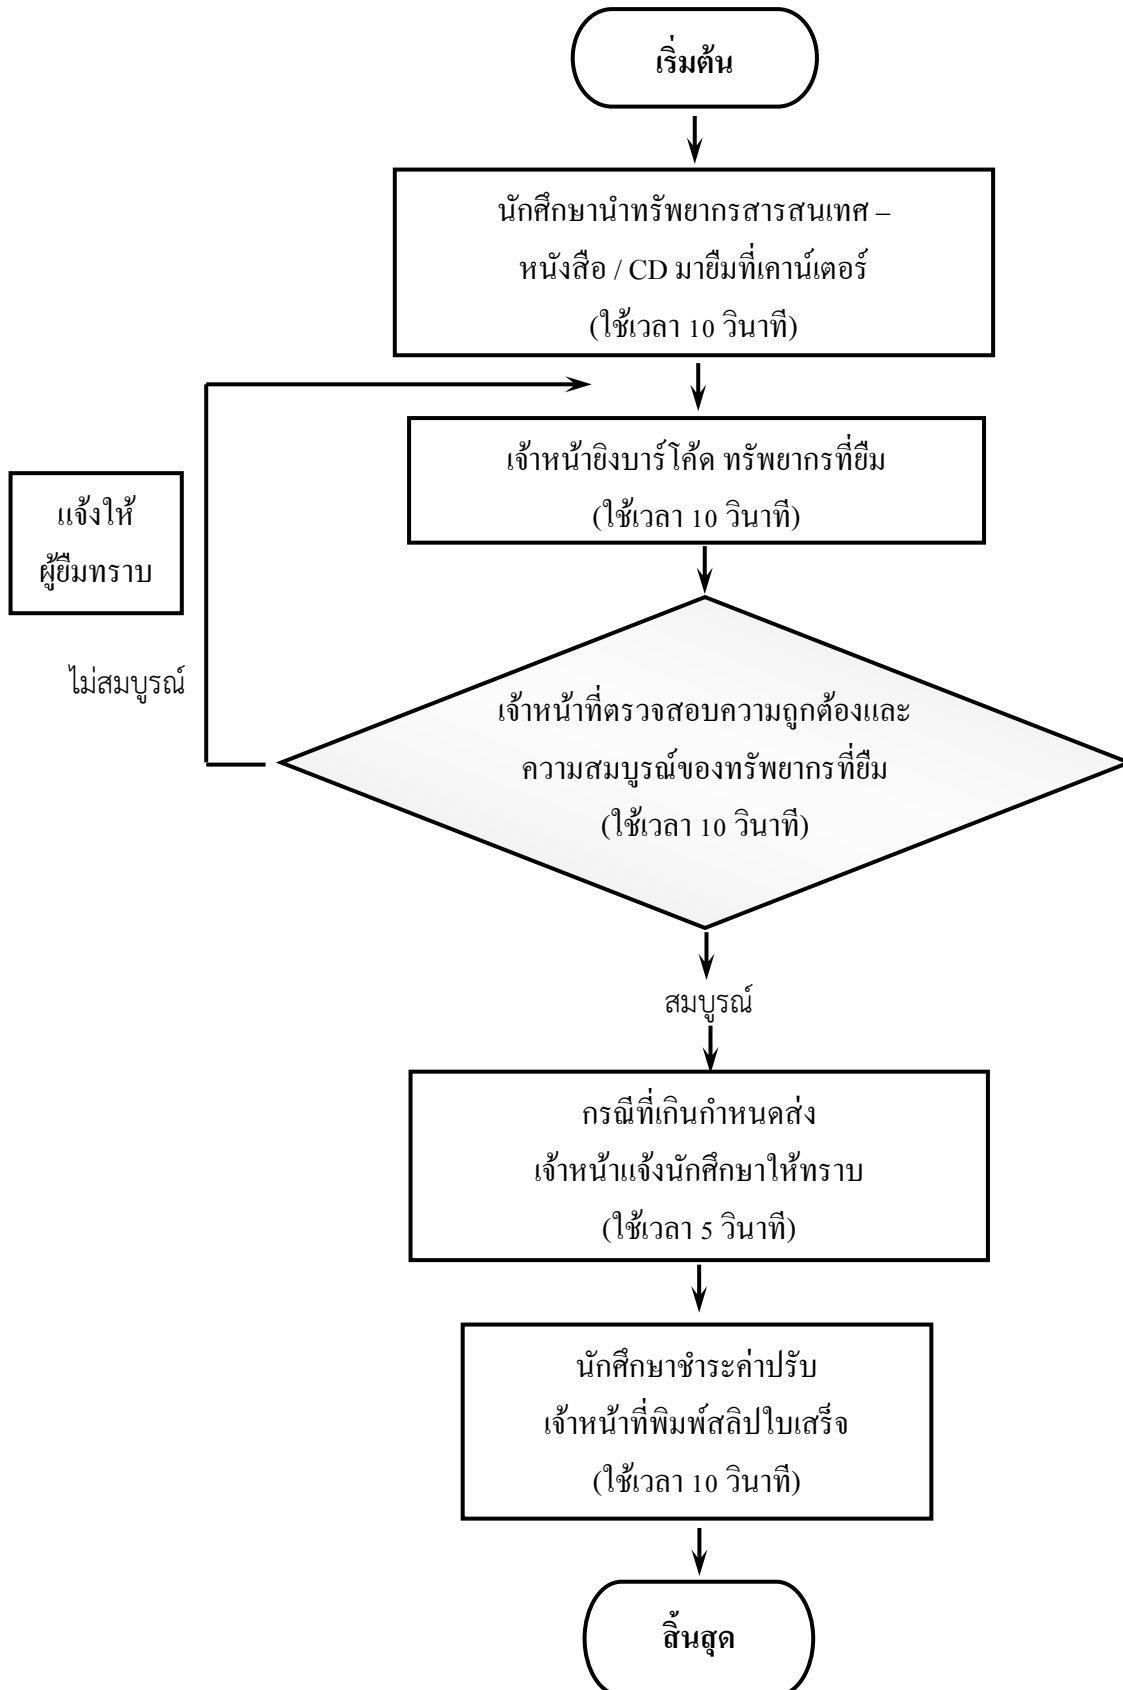 เริ่มต้น
นักศึกษานำทรัพยากรสารสนเทศ –
หนังสือ / CD มายืมที่เคาน์เตอร์
(ใช้เวลา 10 วินาที)
เจ้าหน้ายิงบาร์โค้ด ทรัพยากรที่ยืม
(ใช้เวลา 10 วินาที)
แจ้งให้
ผู้ยืมทราบ
ไม่สมบูรณ์
เจ้าหน้าที่ตรวจสอบความถูกต้องและ
ความสมบูรณ์ของทรัพยากรที่ยืม
(ใช้เวลา 10 วินาที)
สมบูรณ์
กรณีที่เกินกำหนดส่ง
เจ้าหน้าแจ้งนักศึกษาให้ทราบ
(ใช้เวลา 5 วินาที)
นักศึกษาชำระค่าปรับ
เจ้าหน้าที่พิมพ์สลิปใบเสร็จ
(ใช้เวลา 10 วินาที)
สิ้นสุด